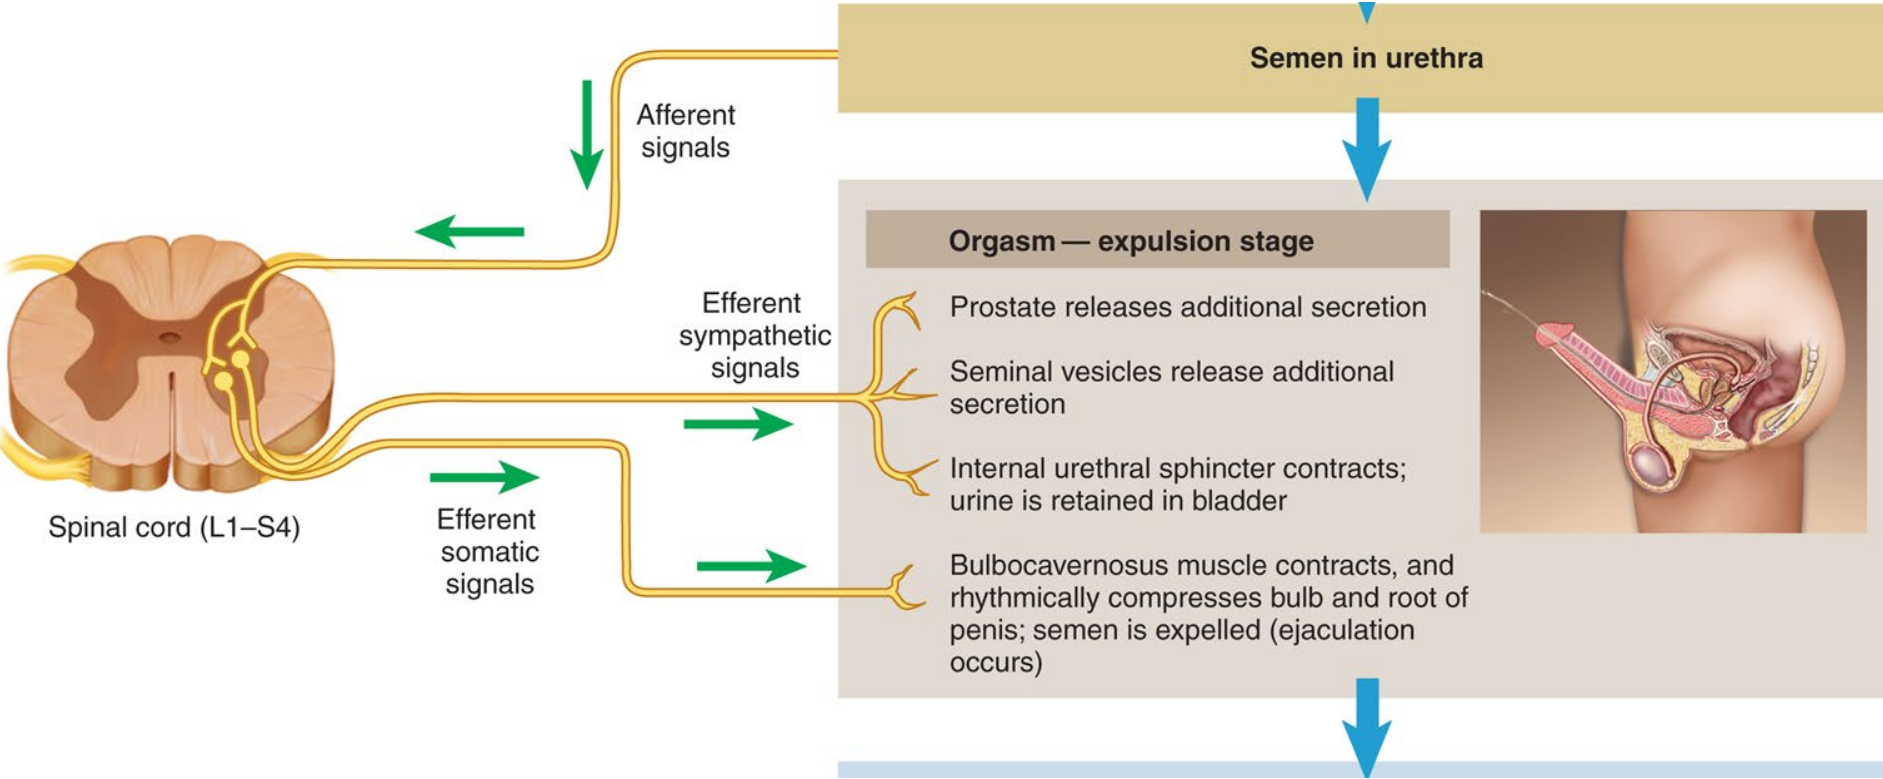 Semen in urethra
Afferent
signals
Orgasm — expulsion stage
Efferent
sympathetic
signals
Prostate releases additional secretion
Seminal vesicles release additional
secretion
Internal urethral sphincter contracts;
urine is retained in bladder
Spinal cord (L1–S4)
Efferent
somatic
signals
Bulbocavernosus muscle contracts, and
rhythmically compresses bulb and root of
penis; semen is expelled (ejaculation
occurs)